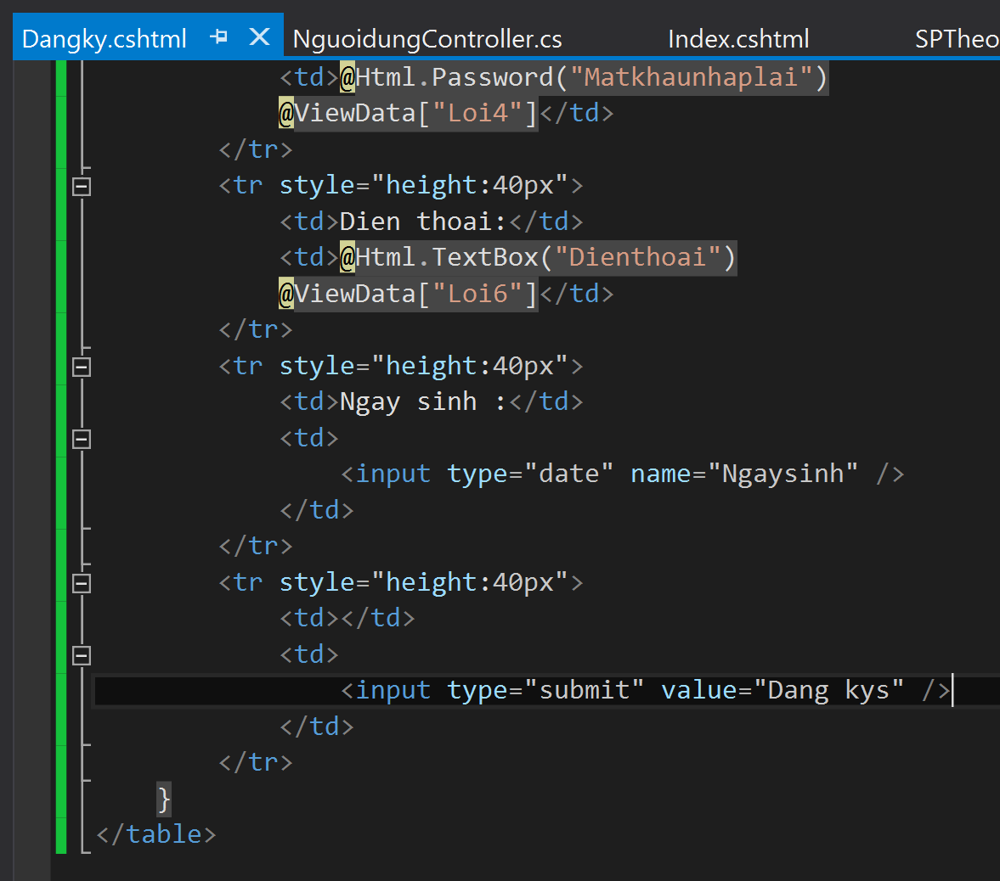 Dangky.cshtml NguoidungController.cs Index.cshtml SPTheo
<td>@Html.Password("Matkhaunhaplai")
@ViewData["Loi4"]</td>
</tr>
<tr style="height:40px">
<td>Dien thoai:</td>
<td>@Html.TextBox("Dienthoai")
@ViewData["Loi6"]</td>
</tr>
<tr style="height:40px">
<td>Ngay sinh :</td>
<td>
<input type="date" name="Ngaysinh" />
</td>
</tr>
<tr style="height:40px">
<td></td>
<td>
<input type="submit" value="Dang kys" />
</td>
</tr>
}
</table>